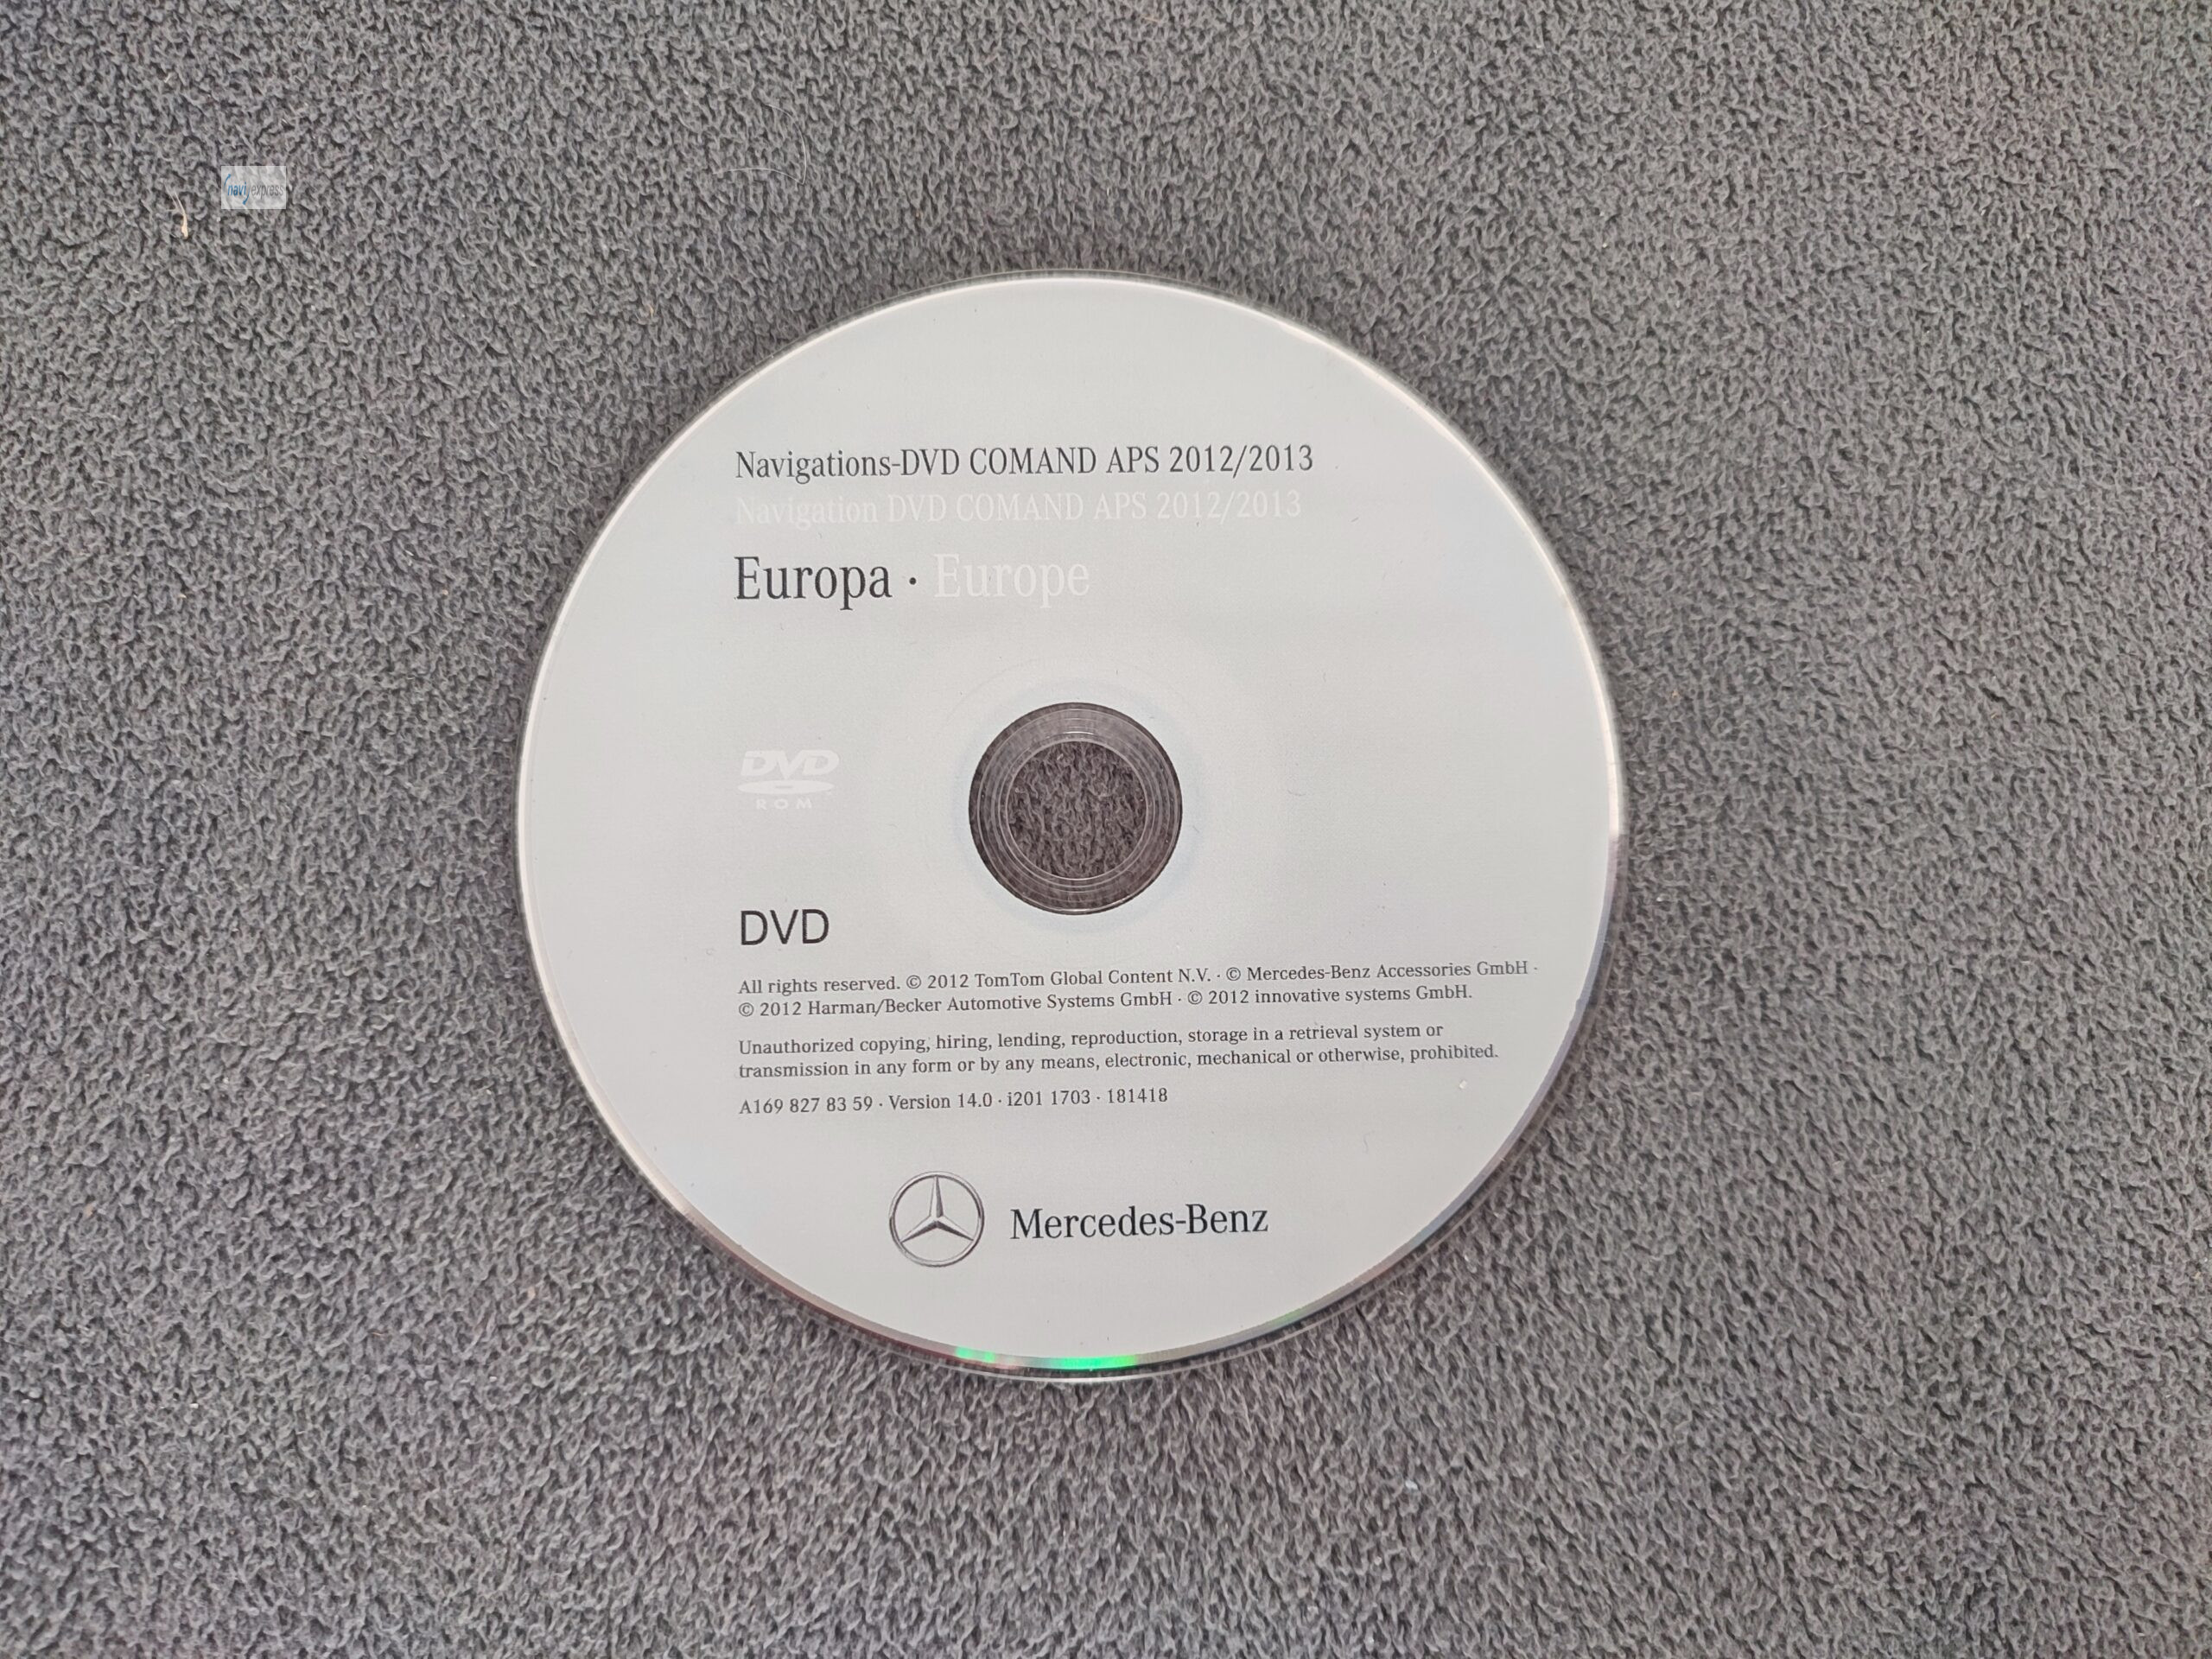 navi express
Navigations-DVD COMAND APS 2012/2013
Navigation DVD COMAND APS 2012/2013
Europa · Europe
DVD
ROM
DVD
All rights reserved. © 2012 TomTom Global Content N.V. · © Mercedes-Benz Accessories GmbH ·
© 2012 Harman/Becker Automotive Systems GmbH · © 2012 innovative systems GmbH.
Unauthorized copying, hiring, lending, reproduction, storage in a retrieval system or
transmission in any form or by any means, electronic, mechanical or otherwise, prohibited.
A169 827 83 59 · Version 14.0 · i201 1703 · 181418
Mercedes-Benz